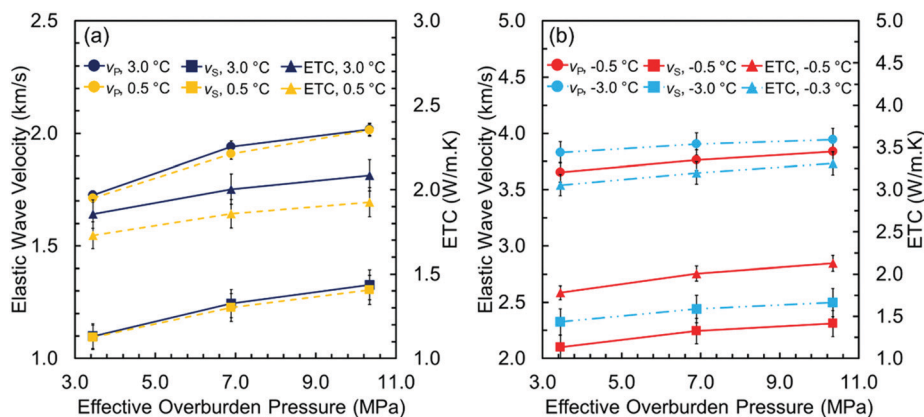 (a)
vP, 3.0 °C
vS, 3.0 °C
ETC, 3.0 °C
vP, 0.5 °C
vS, 0.5 °C
ETC, 0.5 °C
Elastic Wave Velocity (km/s)
2.5
2.0
1.5
1.0
ETC (W/m.K)
3.0
2.5
2.0
1.5
1.0
3.0 5.0 7.0 9.0 11.0
Effective Overburden Pressure (MPa)
(b)
vP, -0.5 °C
vS, -0.5 °C
ETC, -0.5 °C
vP, -3.0 °C
vS, -3.0 °C
ETC, -0.3 °C
Elastic Wave Velocity (km/s)
5.0
4.5
4.0
3.5
3.0
2.5
2.0
ETC (W/m.K)
5.0
4.5
4.0
3.5
3.0
2.5
2.0
1.5
1.0
3.0 5.0 7.0 9.0 11.0
Effective Overburden Pressure (MPa)